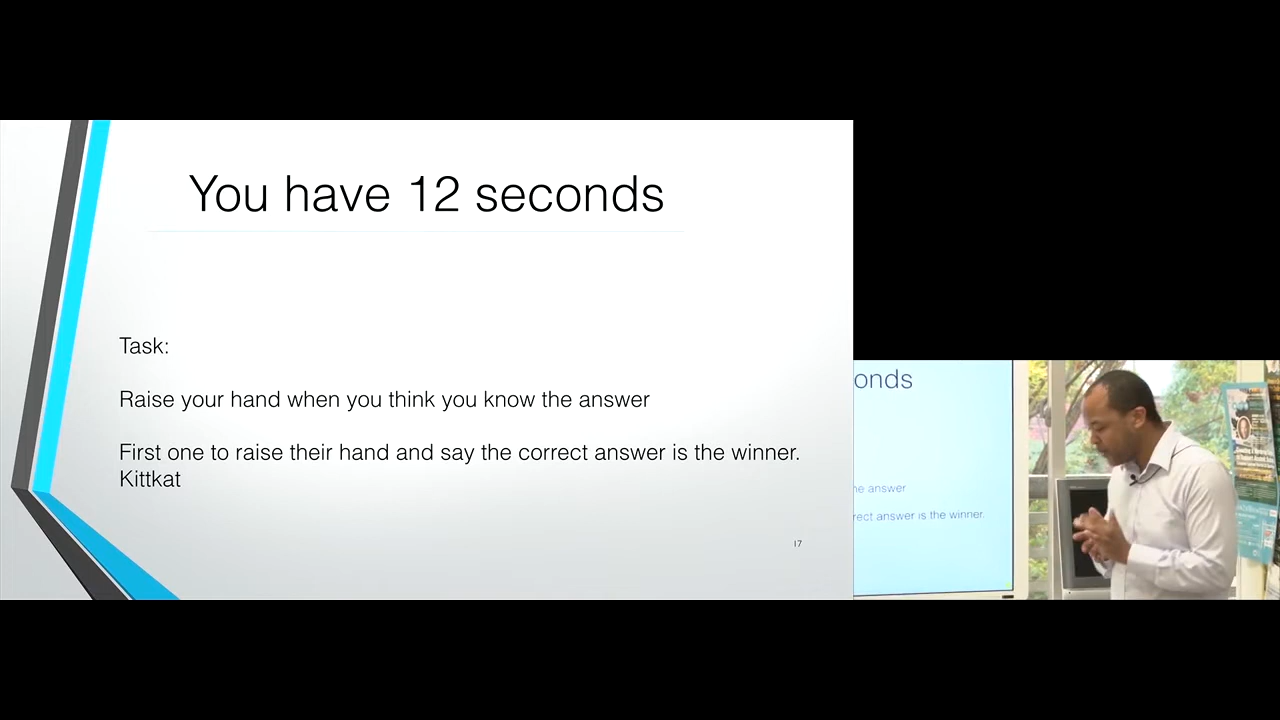 You have 12 seconds
Task:
Raise your hand when you think you know the answer
First one to raise their hand and say the correct answer is the winner.
Kittkat
17
onds
he answer
rect answer is the winner.